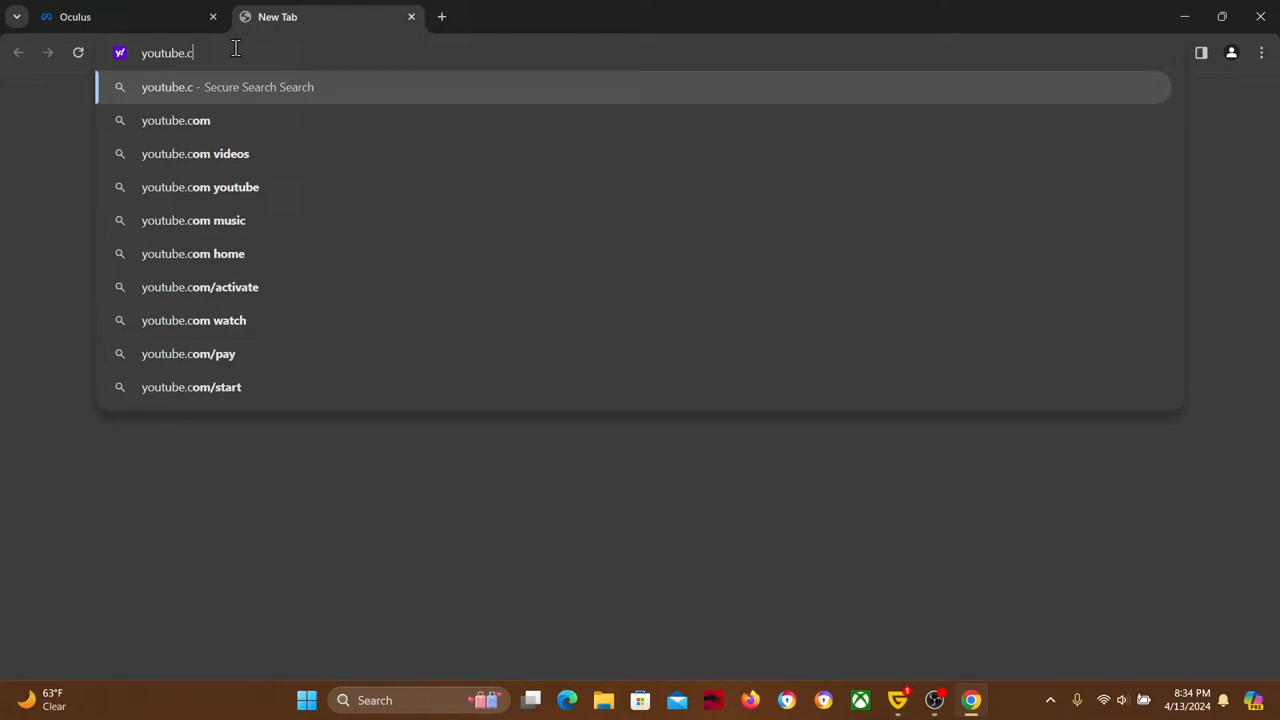 Oculus
New Tab
y!
youtube.c
youtube.c - Secure Search Search
youtube.com
youtube.com videos
youtube.com youtube
youtube.com music
youtube.com home
youtube.com/activate
youtube.com watch
youtube.com/pay
youtube.com/start
63°F
Clear
Search
1
8:34 PM
4/13/2024